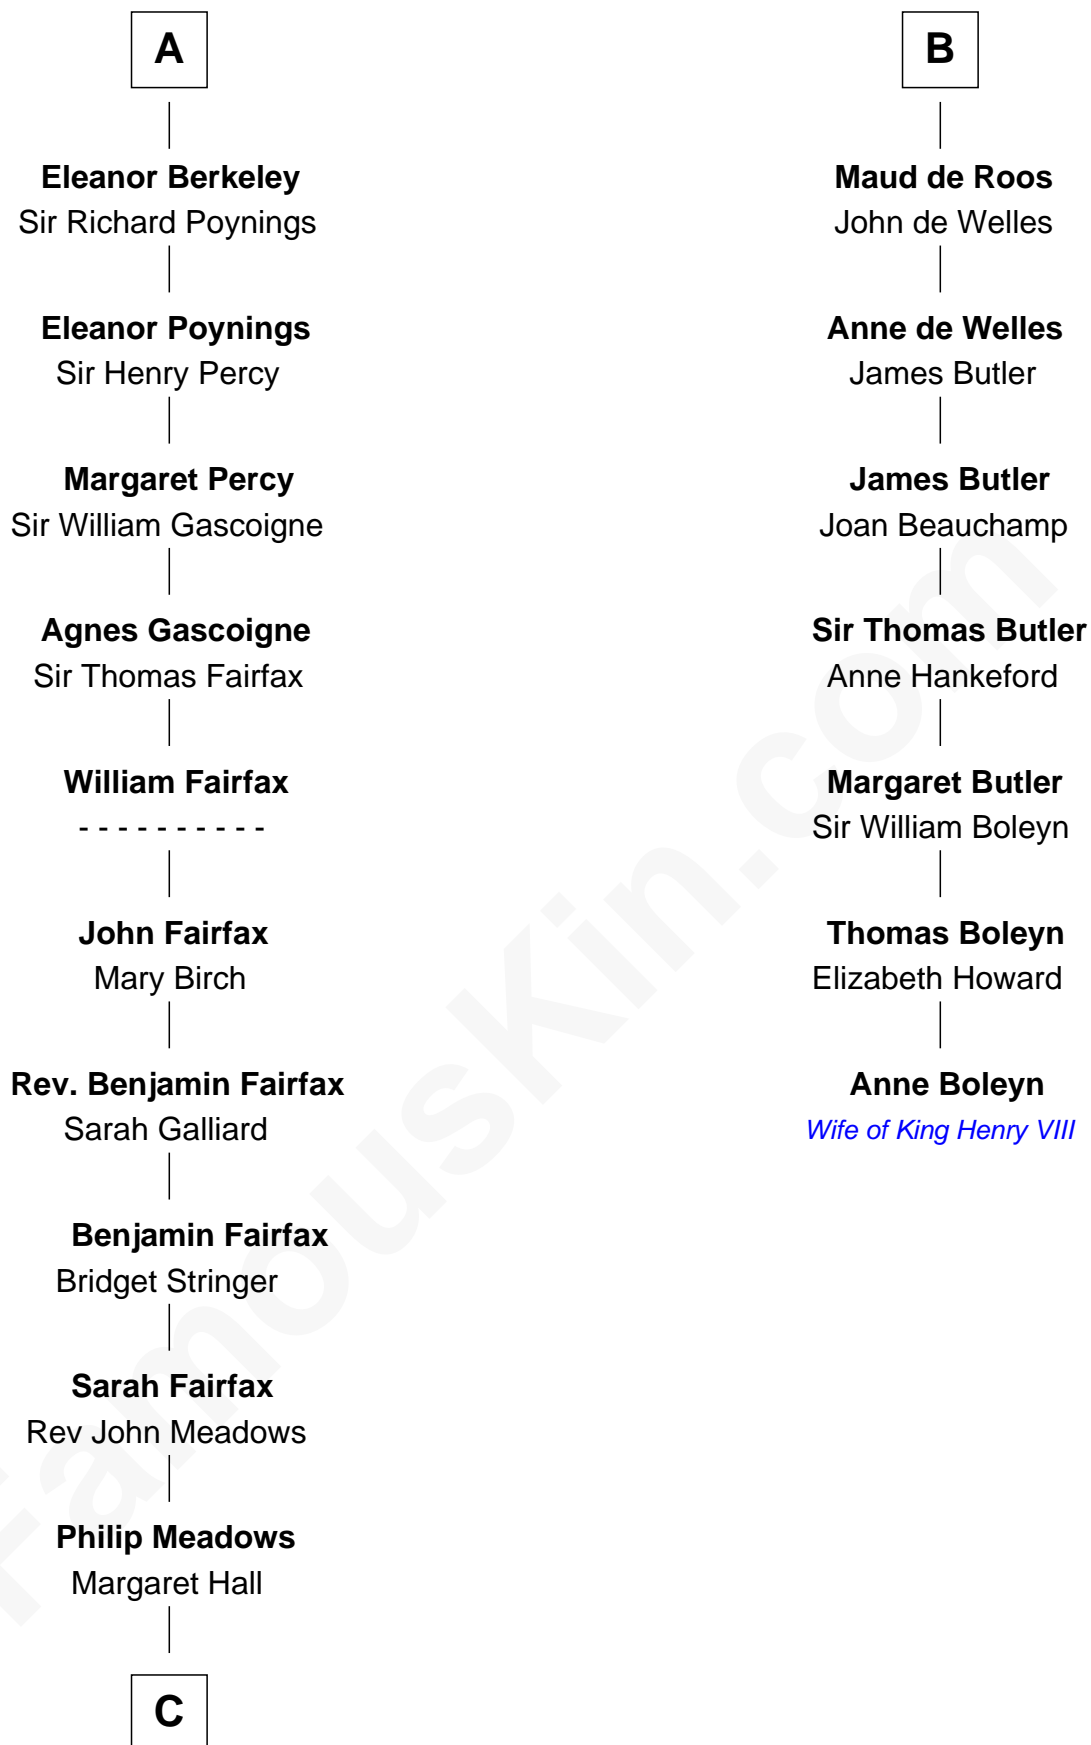 A
Eleanor Berkeley
Sir Richard Poynings
Eleanor Poynings
Sir Henry Percy
Margaret Percy
Sir William Gascoigne
Agnes Gascoigne
Sir Thomas Fairfax
William Fairfax
- - - - - - - - - -
John Fairfax
Mary Birch
Rev. Benjamin Fairfax
Sarah Galliard
Benjamin Fairfax
Bridget Stringer
Sarah Fairfax
Rev John Meadows
Philip Meadows
Margaret Hall
C
B
Maud de Roos
John de Welles
Anne de Welles
James Butler
James Butler
Joan Beauchamp
Sir Thomas Butler
Anne Hankeford
Margaret Butler
Sir William Boleyn
Thomas Boleyn
Elizabeth Howard
Anne Boleyn
Wife of King Henry VIII
FamousKin.com